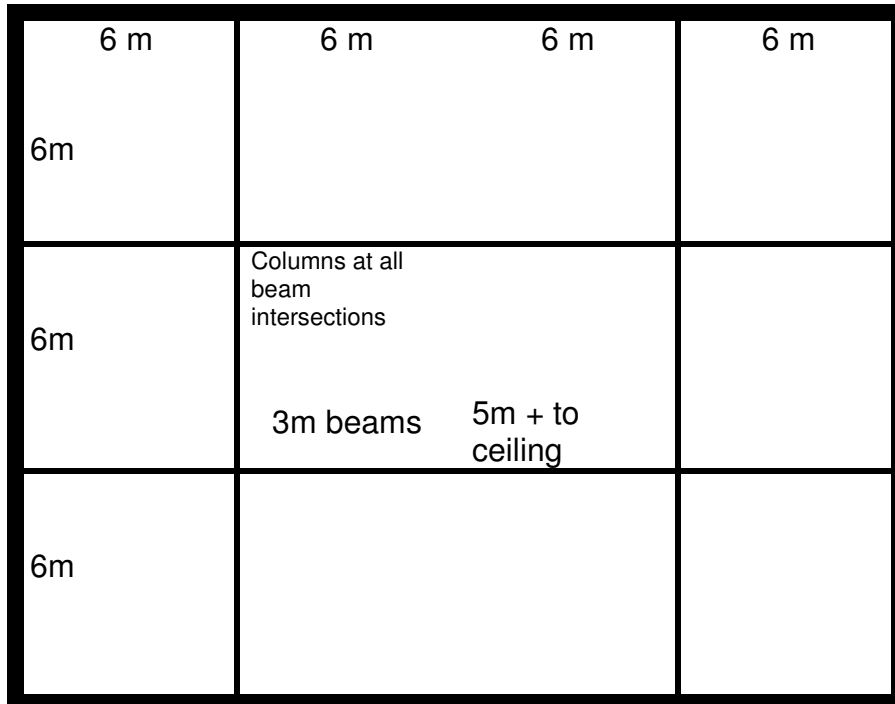 6 m 6 m 6 m 6 m
6m
Columns at all
beam
intersections
6m
3m beams
5m + to
ceiling
6m